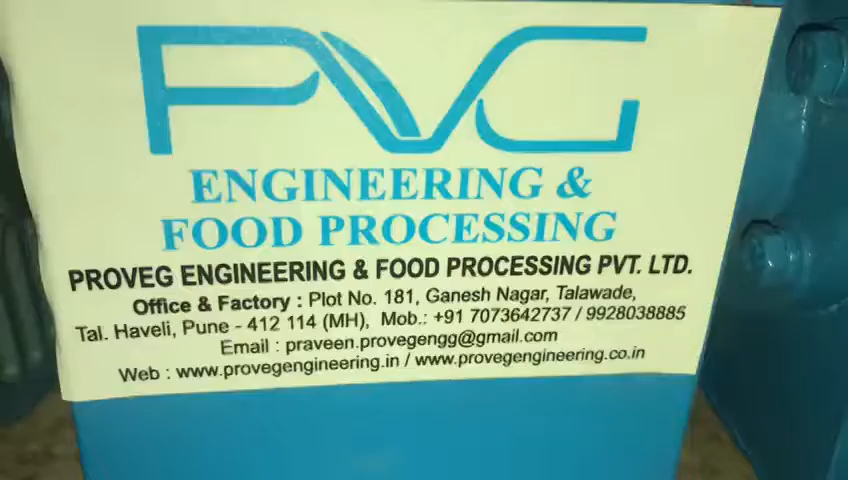 PVG
ENGINEERING &
FOOD PROCESSING
PROVEG ENGINEERING & FOOD PROCESSING PVT. LTD.
Office & Factory : Plot No. 181, Ganesh Nagar, Talawade,
Tal. Haveli, Pune - 412 114 (MH), Mob.: +91 7073642737 / 9928038885
Email : praveen.provegengg@gmail.com
Web : www.provegengineering.in / www.provegengineering.co.in